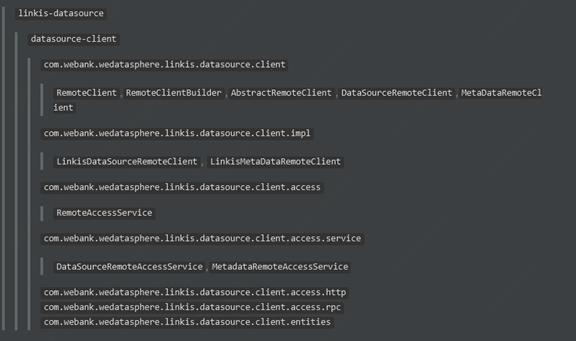 linkis-datasource
datasource-client
com.webank.wedatasphere.linkis.datasource.client
RemoteClient , RemoteClientBuilder , AbstractRemoteClient , DataSourceRemoteClient , MetaDataRemoteCl
ient
com.webank.wedatasphere.linkis.datasource.client.impl
LinkisDataSourceRemoteClient , LinkisMetaDataRemoteClient
com.webank.wedatasphere.linkis.datasource.client.access
RemoteAccessService
com.webank.wedatasphere.linkis.datasource.client.access.service
DataSourceRemoteAccessService , MetadataRemoteAccessService
com.webank.wedatasphere.linkis.datasource.client.access.http
com.webank.wedatasphere.linkis.datasource.client.access.rpc
com.webank.wedatasphere.linkis.datasource.client.entities